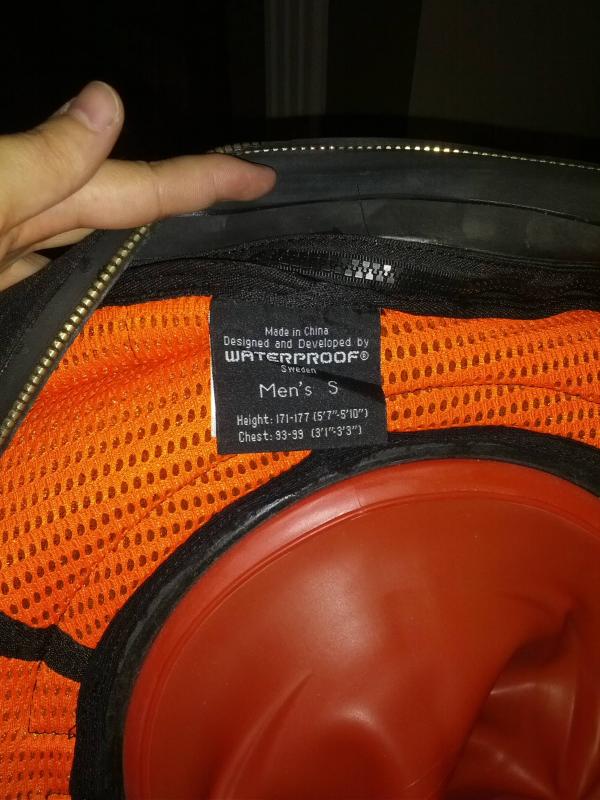 Made in China
Designed and Developed by
WATERPROOF®
Sweden
Men's S
Height: 171-177 (5'7"-5'10")
Chest: 93-99 (3'1"-3'3")